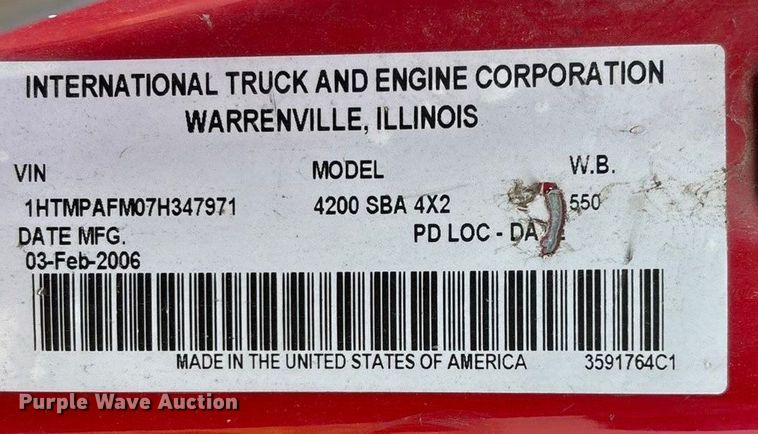 INTERNATIONAL TRUCK AND ENGINE CORPORATION
WARRENVILLE, ILLINOIS
VIN MODEL W.B.
1HTMPAFM07H347971 4200 SBA 4X2 550
DATE MFG. PD LOC -
03-Feb-2006
MADE IN THE UNITED STATES OF AMERICA 3591764C1
Purple Wave Auction